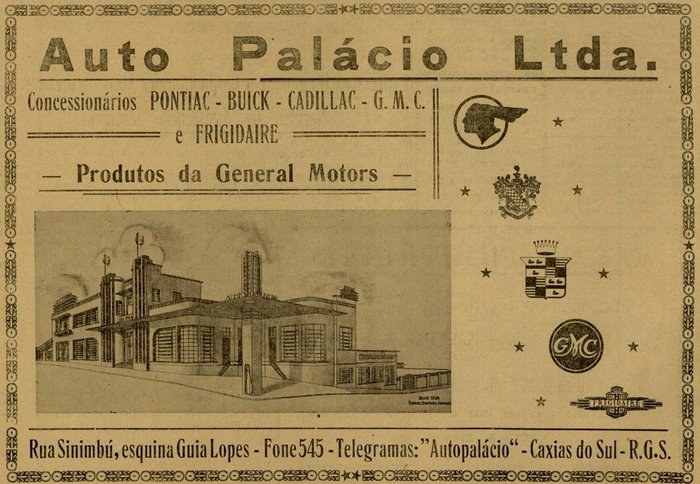 Auto Palácio Ltda.
Concessionários PONTIAC - BUICK - CADILLAC - G. M. C.
e FRIGIDAIRE
— Produtos da General Motors —
GMC
FRIGIDAIRE
Rua Sinimbú, esquina Guia Lopes - Fone 545 - Telegramas: "Autopalácio" - Caxias do Sul - R.G.S.